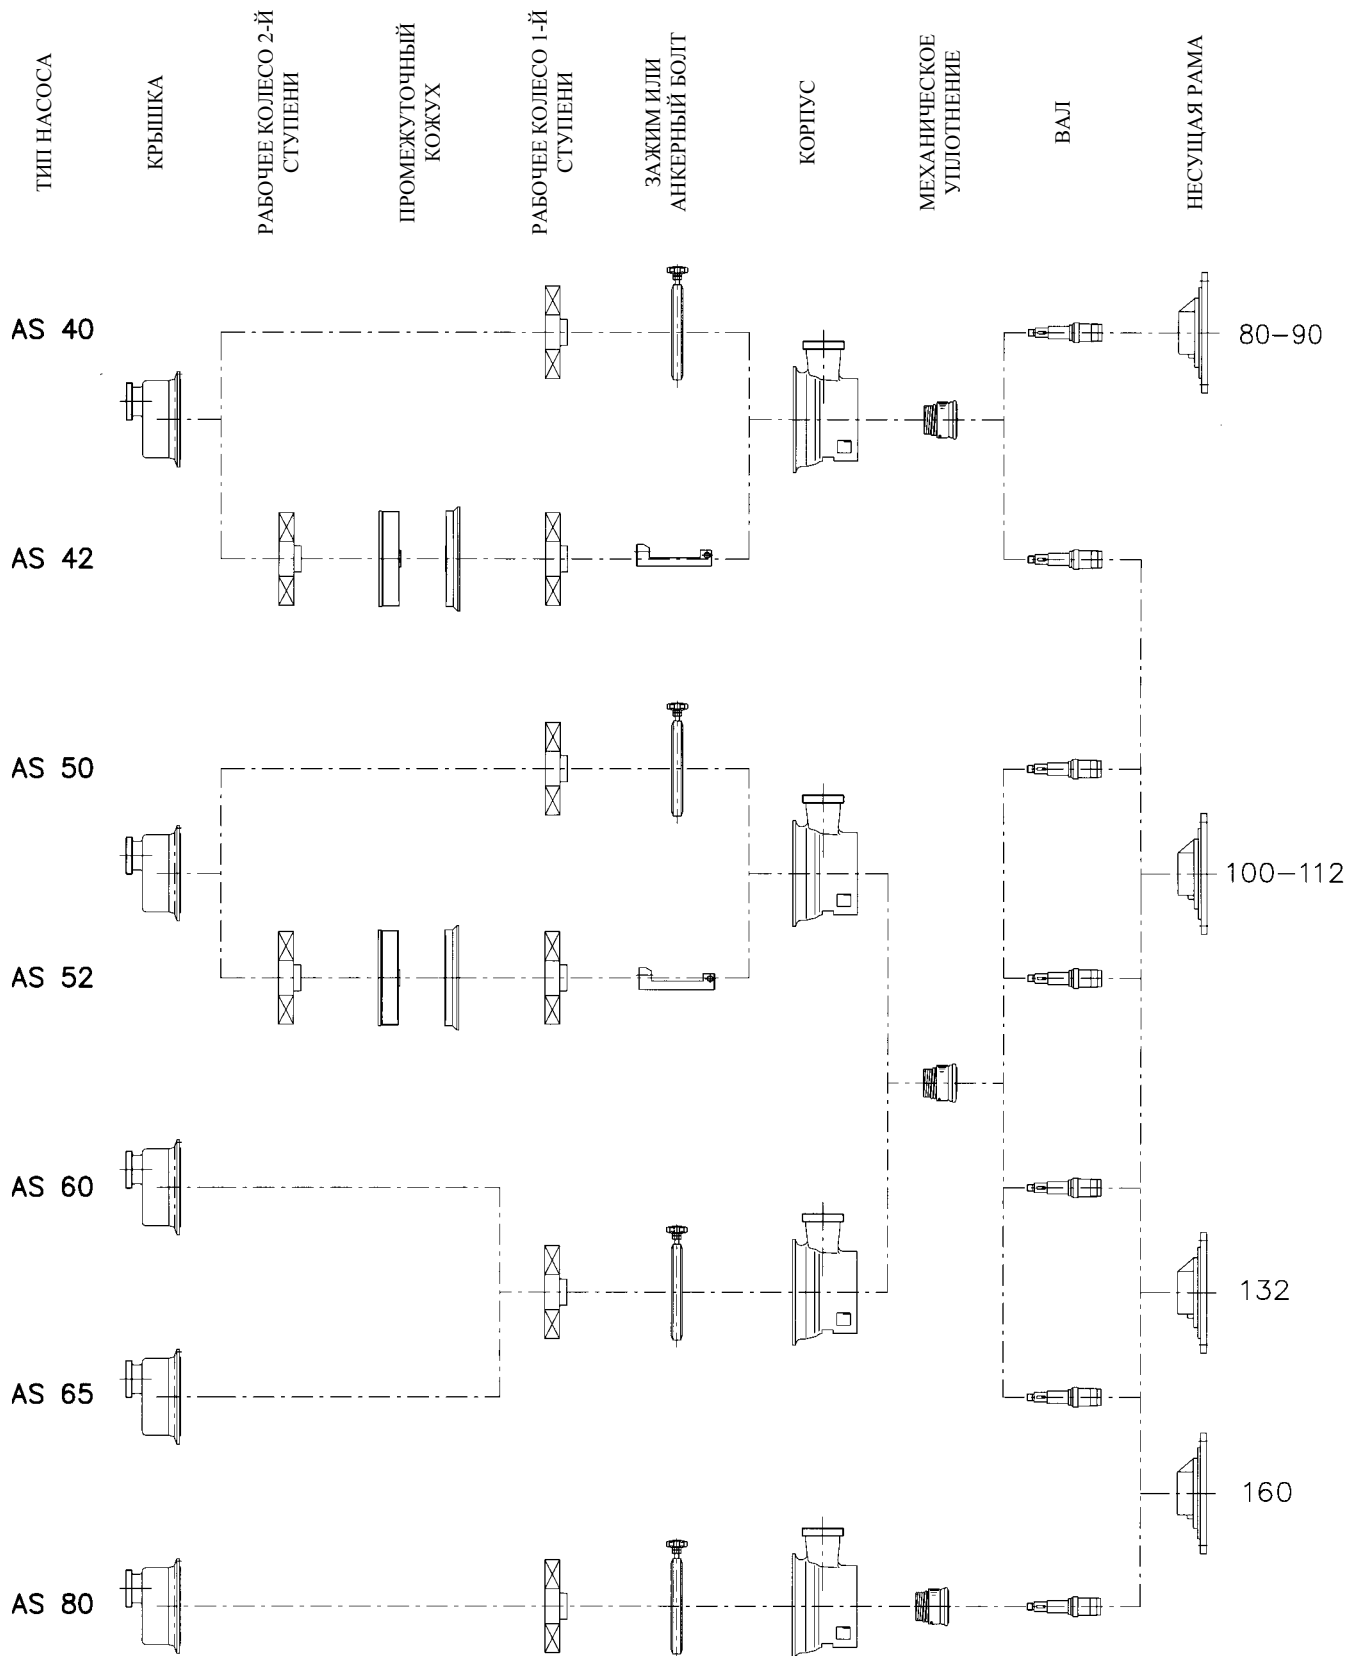 ТИП НАСОСА
КРЫШКА
РАБОЧЕЕ КОЛЕСО 2-Й
СТУПЕНИ
ПРОМЕЖУТОЧНЫЙ
КОЖУХ
РАБОЧЕЕ КОЛЕСО 1-Й
СТУПЕНИ
ЗАЖИМ ИЛИ
АНКЕРНЫЙ БОЛТ
КОРПУС
МЕХАНИЧЕСКОЕ
УПЛОТНЕНИЕ
ВАЛ
НЕСУЩАЯ РАМА
AS 40
80-90
AS 42
AS 50
100-112
AS 52
AS 60
132
AS 65
160
AS 80